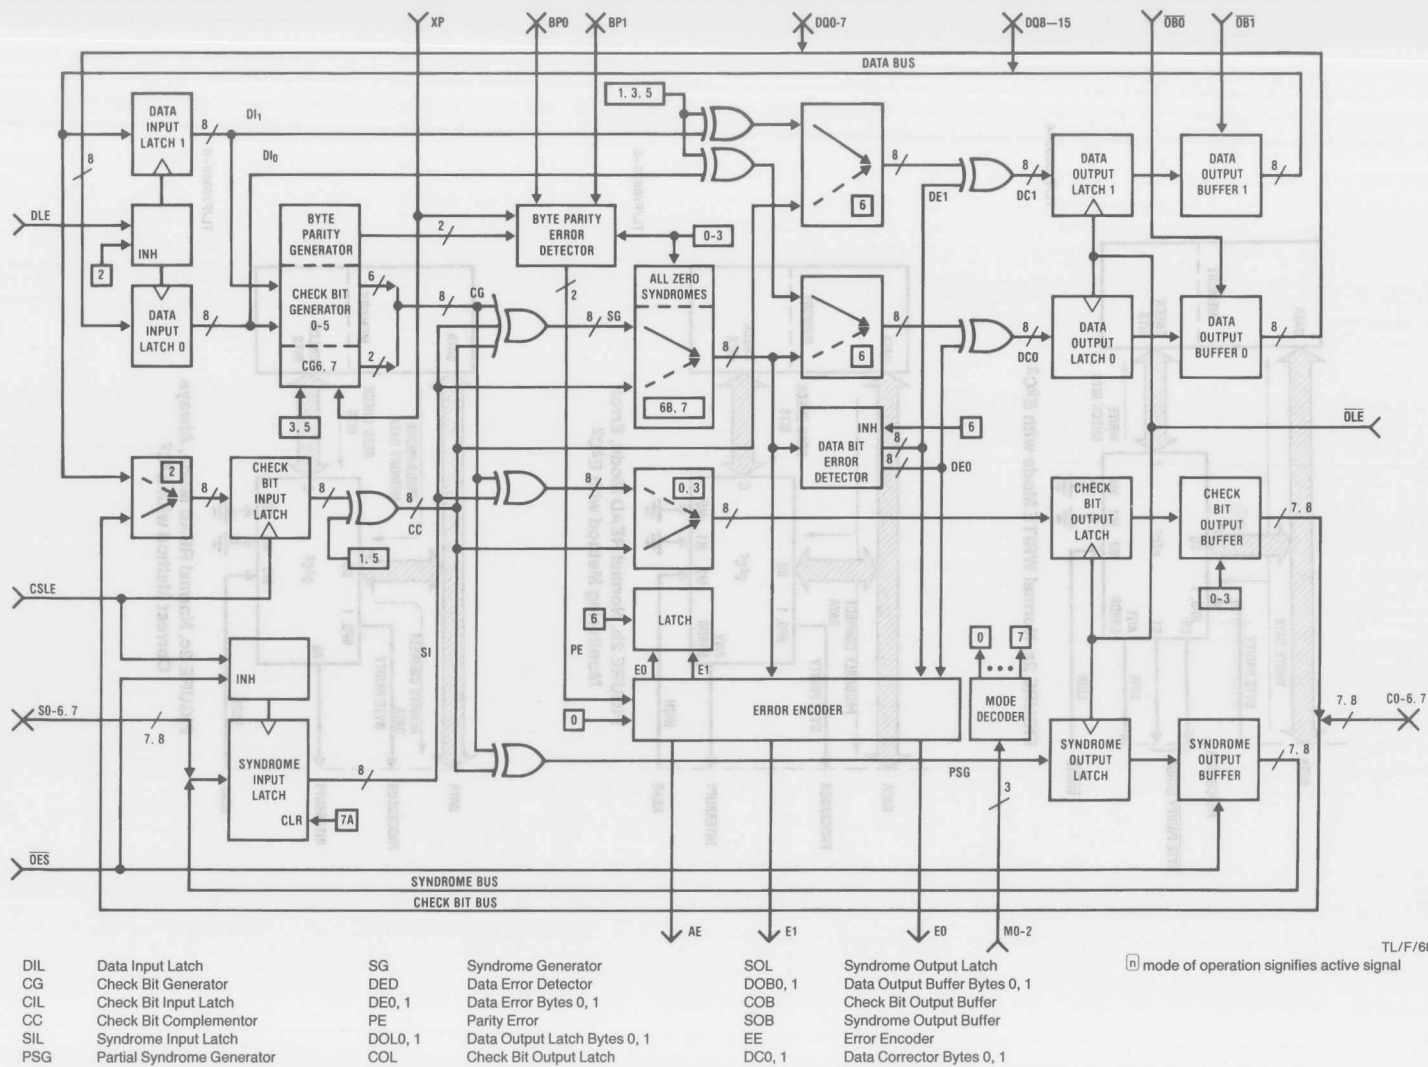 XP
BP0
BP1
DQ0-7
DQ8—15
OB0
OB1
DATA BUS
DATA INPUT LATCH 1
8
DI1
8
DI0
1, 3, 5
6
8
DE1
8
DC1
DATA OUTPUT LATCH 1
DATA OUTPUT BUFFER 1
8
DLE
INH
2
BYTE PARITY GENERATOR
2
BYTE PARITY ERROR DETECTOR
0-3
2
CHECK BIT GENERATOR 0-5
6
8
CG
CG6, 7
2
3, 5
DATA INPUT LATCH 0
8
8
SG
ALL ZERO SYNDROMES
8
6B, 7
6
8
8
DC0
DATA OUTPUT LATCH 0
DATA OUTPUT BUFFER 0
8
OLE
INH
6
DATA BIT ERROR DETECTOR
8
8
DE0
2
8
CHECK BIT INPUT LATCH
8
8
CC
1, 5
8
0, 3
8
CHECK BIT OUTPUT LATCH
CHECK BIT OUTPUT BUFFER
7, 8
0-3
CSLE
SI
INH
6
LATCH
PE
E0
E1
0
7
0
ERROR ENCODER
MODE DECODER
S0-6, 7
7, 8
SYNDROME INPUT LATCH
8
CLR
7A
PSG
3
SYNDROME OUTPUT LATCH
SYNDROME OUTPUT BUFFER
7, 8
7, 8
C0-6, 7
OES
SYNDROME BUS
CHECK BIT BUS
AE
E1
E0
M0-2
TL/F/68
DIL Data Input Latch SG Syndrome Generator SOL Syndrome Output Latch n mode of operation signifies active signal
CG Check Bit Generator DED Data Error Detector DOB0, 1 Data Output Buffer Bytes 0, 1
CIL Check Bit Input Latch DE0, 1 Data Error Bytes 0, 1 COB Check Bit Output Buffer
CC Check Bit Complementor PE Parity Error SOB Syndrome Output Buffer
SIL Syndrome Input Latch DOL0, 1 Data Output Latch Bytes 0, 1 EE Error Encoder
PSG Partial Syndrome Generator COL Check Bit Output Latch DC0, 1 Data Corrector Bytes 0, 1